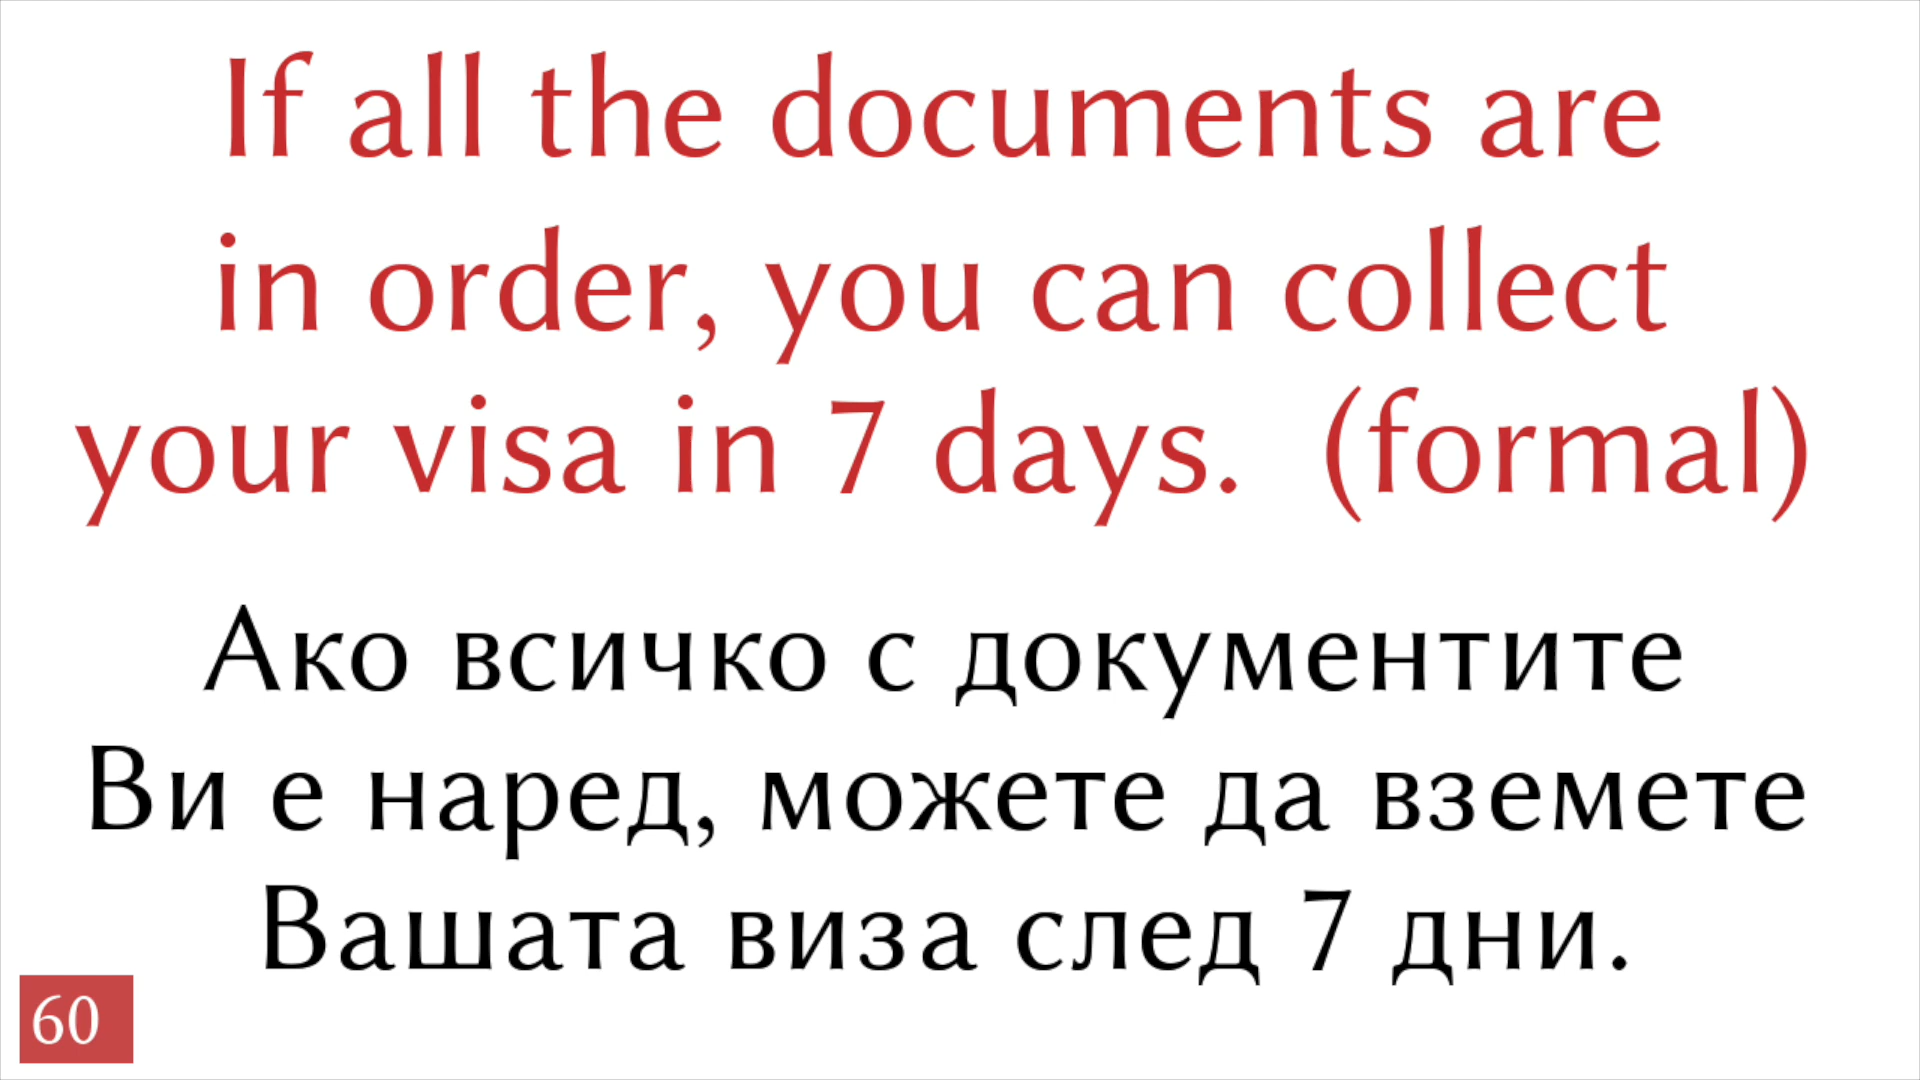 If all the documents are
in order, you can collect
your visa in 7 days. (formal)
Ако всичко с документите
Ви е наред, можете да вземете
Вашата виза след 7 дни.
60